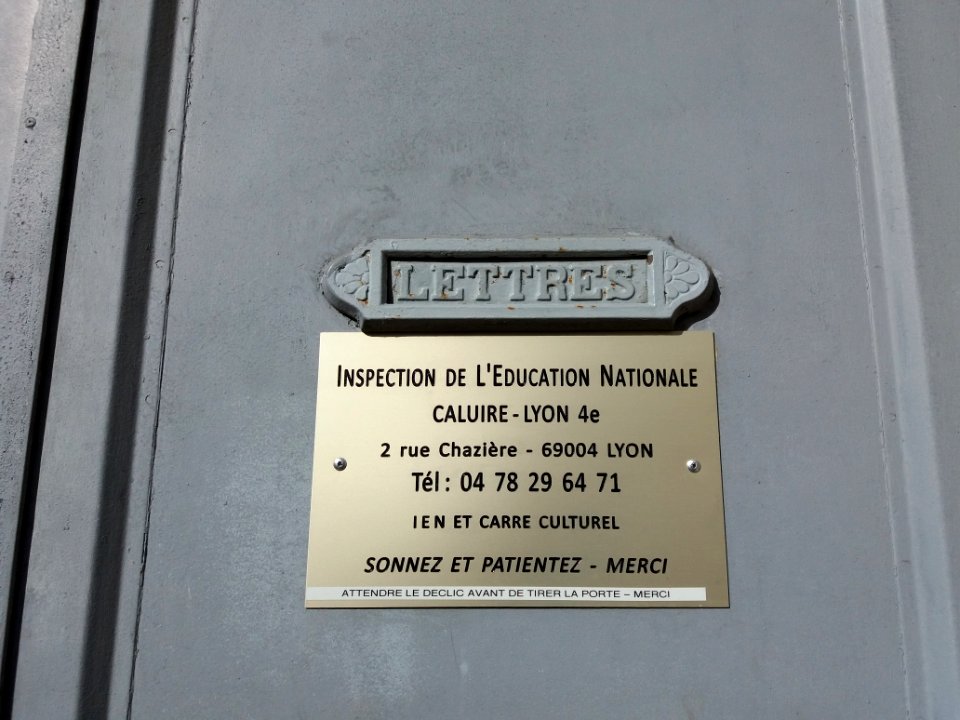 LETTRES
INSPECTION DE L'EDUCATION NATIONALE
CALUIRE - LYON 4e
2 rue Chazière - 69004 LYON
Tél : 04 78 29 64 71
IEN ET CARRE CULTUREL
SONNEZ ET PATIENTEZ - MERCI
ATTENDRE LE DECLIC AVANT DE TIRER LA PORTE – MERCI